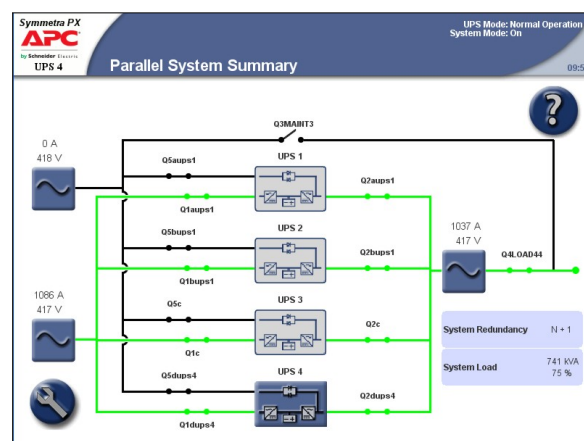 Symmetra PX
APC
by Schneider Electric
UPS 4
Parallel System Summary
UPS Mode: Normal Operation
System Mode: On
09:5
?
Q3MAINT3
0 A
418 V
Q5aups1
UPS 1
Q1aups1
Q2aups1
Q5bups1
UPS 2
Q1bups1
Q2bups1
1037 A
417 V
Q4LOAD44
1086 A
417 V
Q5c
UPS 3
Q1c
Q2c
System Redundancy N + 1
System Load 741 kVA
75 %
Q5dups4
UPS 4
Q1dups4
Q2dups4